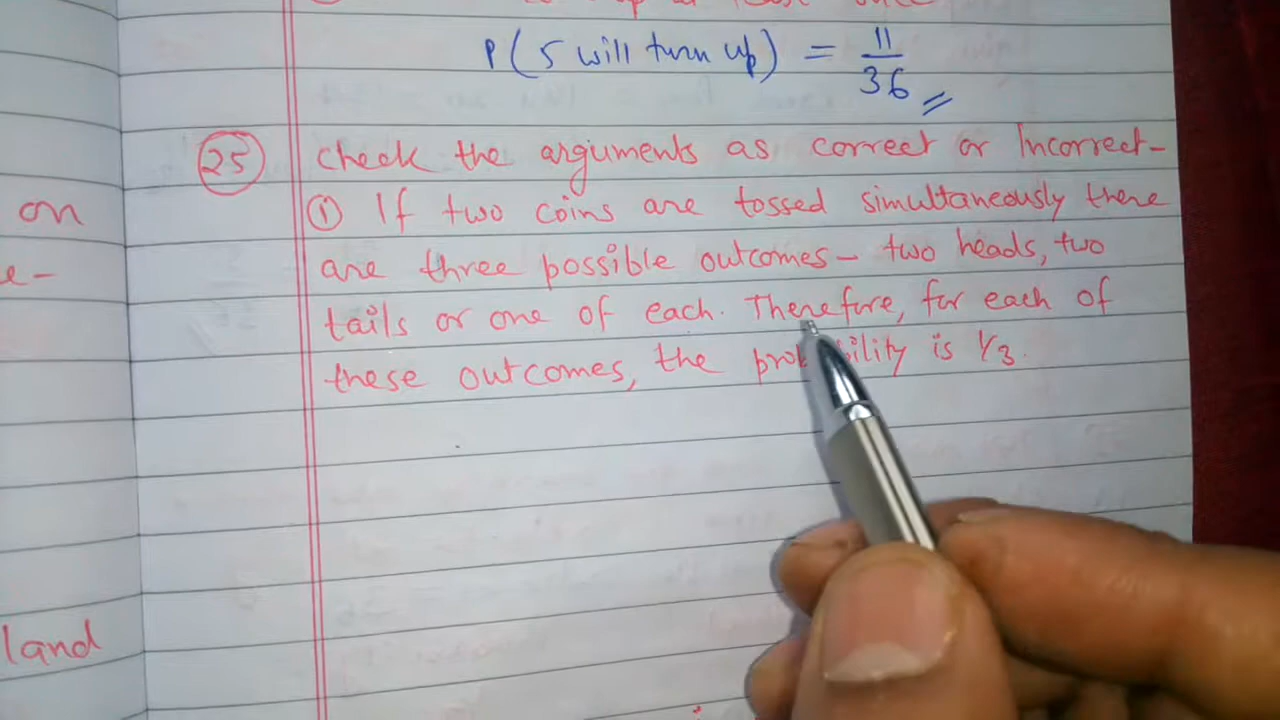 P ( 5 will turn up ) = 11/36
25 Check the arguments as correct or Incorrect-
① If two coins are tossed simultaneously there
are three possible outcomes- two heads, two
tails or one of each. Therefore, for each of
these outcomes, the probability is 1/3.
on
e-
land